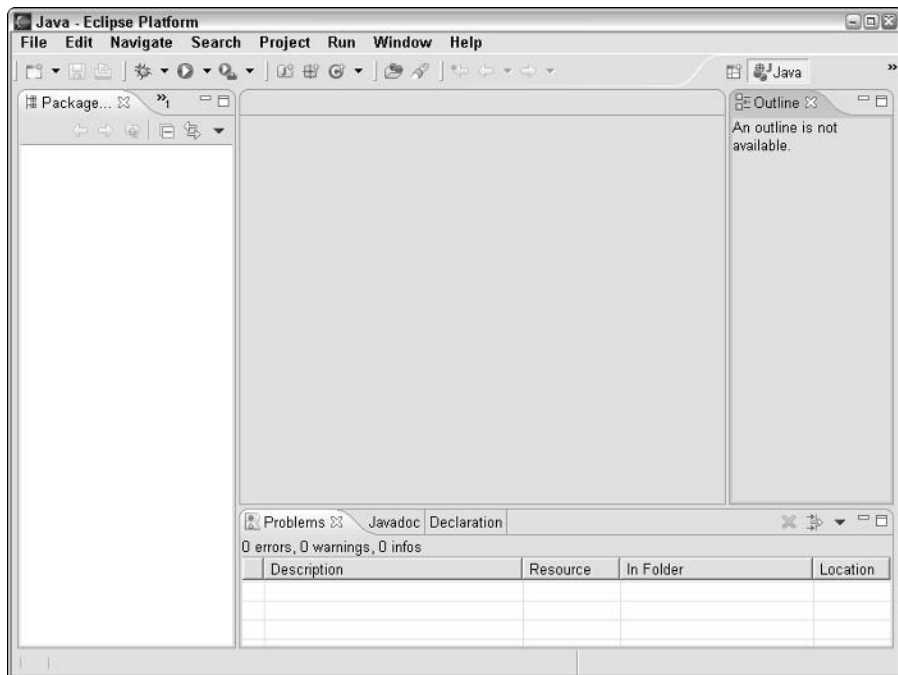 Java - Eclipse Platform
File Edit Navigate Search Project Run Window Help
Java »
Package... »1
Outline
An outline is not
available.
Problems Javadoc Declaration
0 errors, 0 warnings, 0 infos
Description Resource In Folder Location